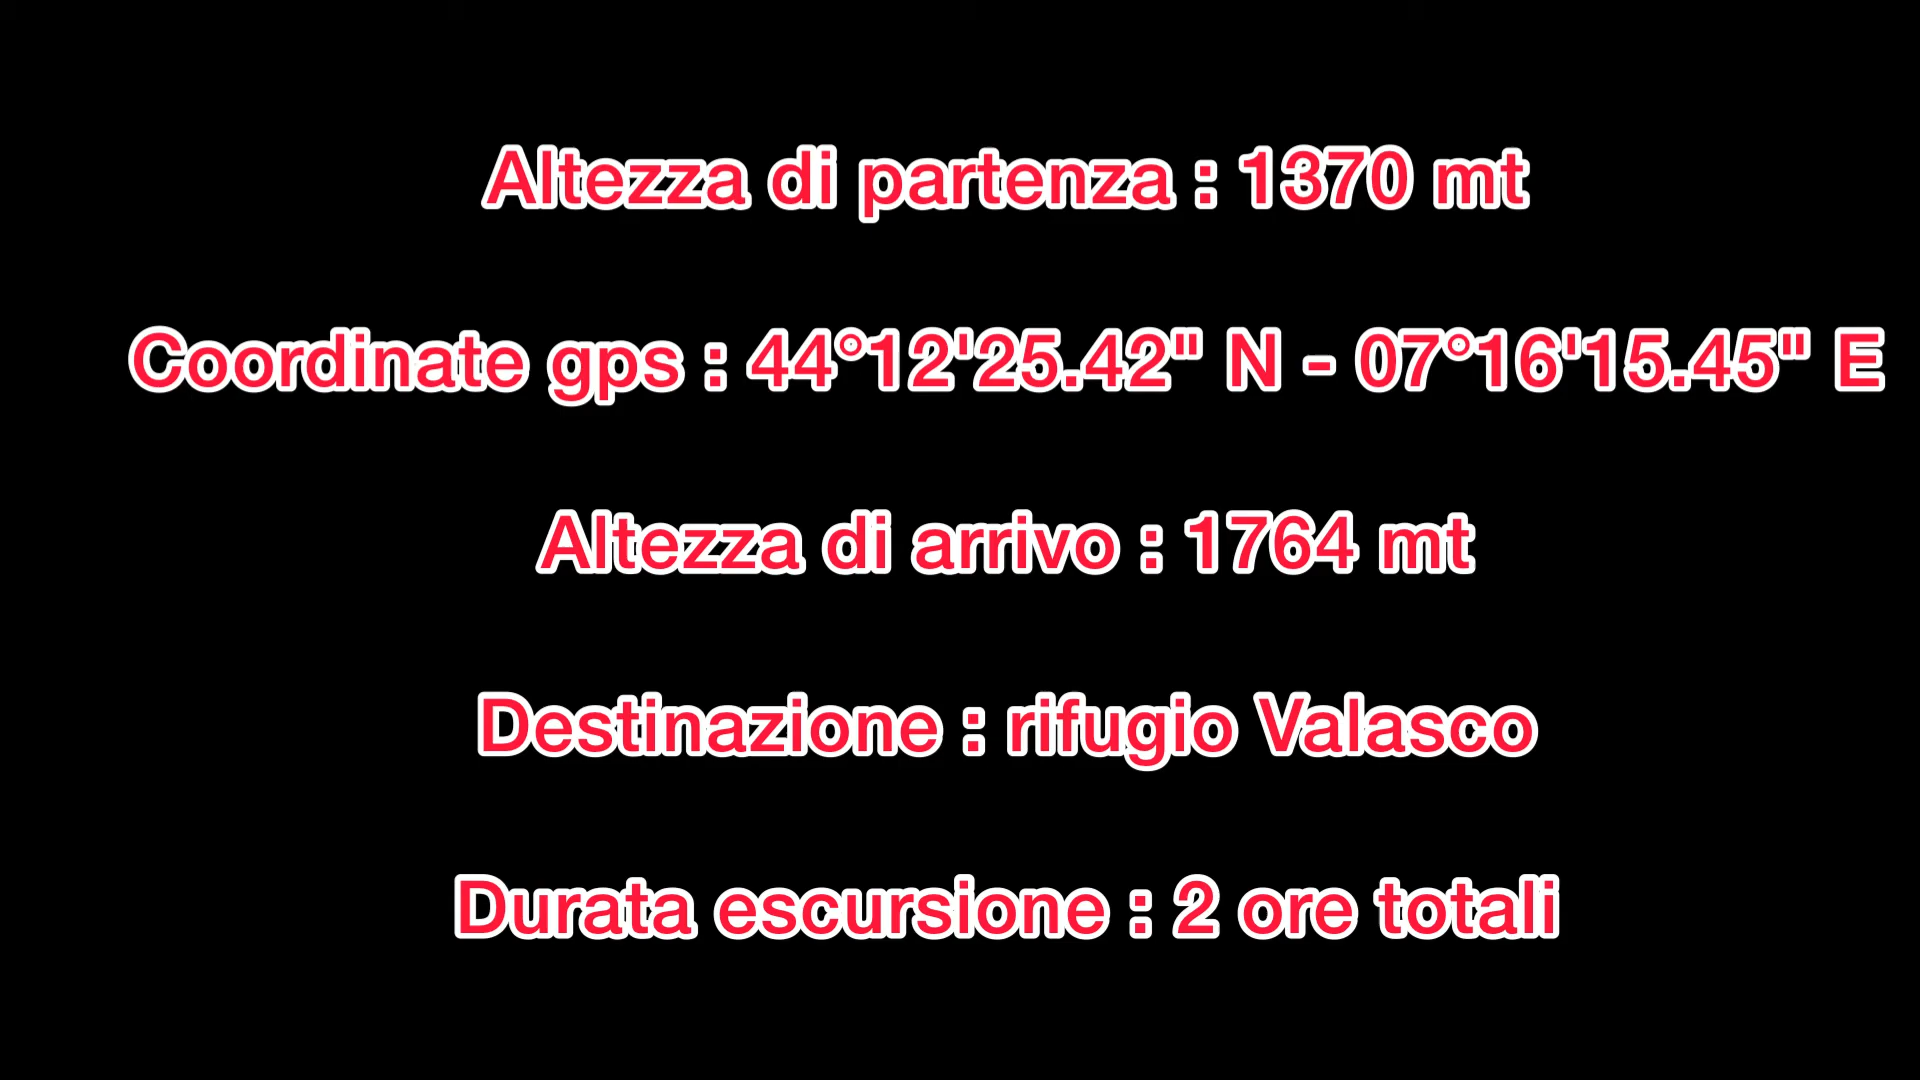 Altezza di partenza : 1370 mt
Coordinate gps : 44°12'25.42" N - 07°16'15.45" E
Altezza di arrivo : 1764 mt
Destinazione : rifugio Valasco
Durata escursione : 2 ore totali